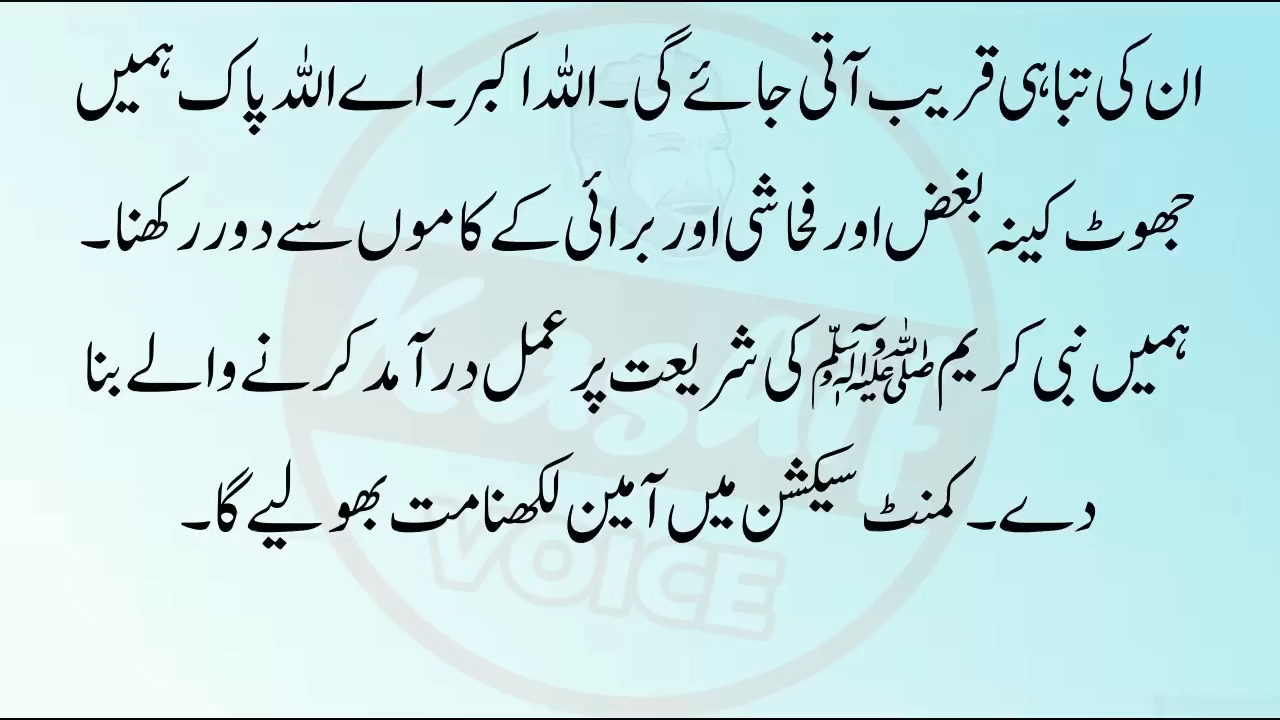 ان کی تباہی قریب آتی جائے گی۔اللہ اکبر۔اے اللہ پاک ہمیں
جھوٹ کینہ بغض اور فحاشی اور برائی کے کاموں سے دور رکھنا۔
ہمیں نبی کریم ﷺ کی شریعت پر عمل درآمد کرنے والے بنا
دے۔ کمنٹ سیکشن میں آمین لکھنا مت بھولیے گا۔
Kashif
VOICE